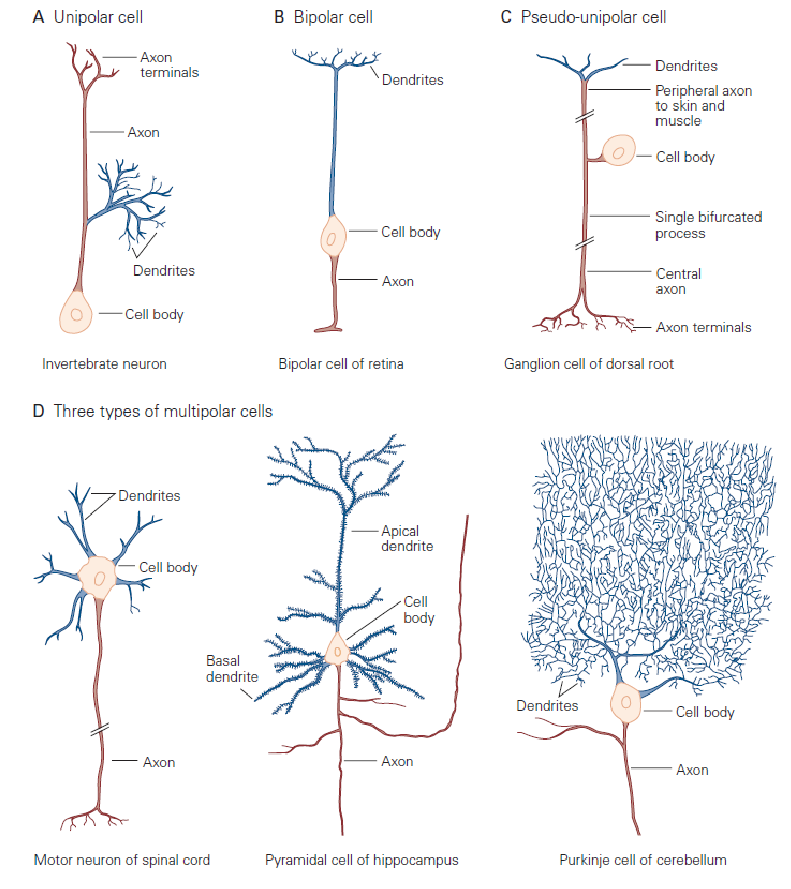 A Unipolar cell
Axon
terminals
Axon
Dendrites
Cell body
Invertebrate neuron
B Bipolar cell
Dendrites
Cell body
Axon
Bipolar cell of retina
C Pseudo-unipolar cell
Dendrites
Peripheral axon
to skin and
muscle
Cell body
Single bifurcated
process
Central
axon
Axon terminals
Ganglion cell of dorsal root
D Three types of multipolar cells
Dendrites
Cell body
Axon
Motor neuron of spinal cord
Apical
dendrite
Cell
body
Basal
dendrite
Axon
Pyramidal cell of hippocampus
Dendrites
Cell body
Axon
Purkinje cell of cerebellum